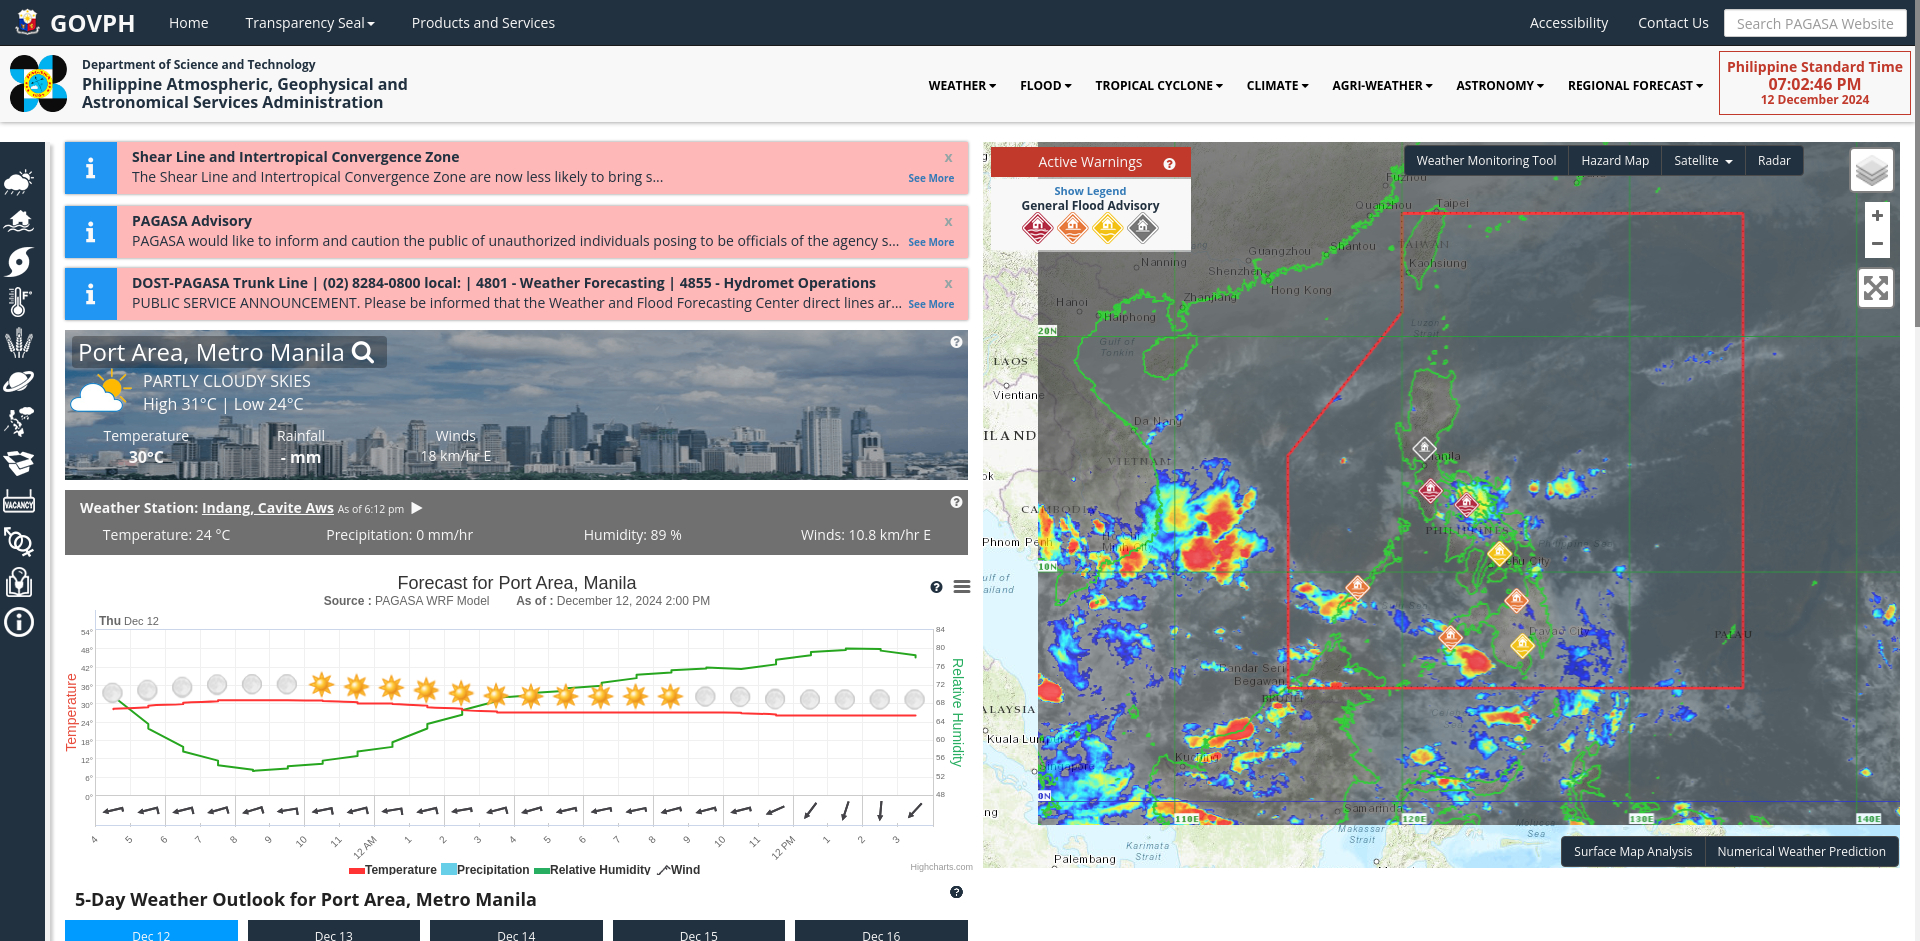 GOVPH
Home
Transparency Seal
Products and Services
Accessibility
Contact Us
Search PAGASA Website
Department of Science and Technology
Philippine Atmospheric, Geophysical and
Astronomical Services Administration
WEATHER
FLOOD
TROPICAL CYCLONE
CLIMATE
AGRI-WEATHER
ASTRONOMY
REGIONAL FORECAST
Philippine Standard Time
07:02:46 PM
12 December 2024
Shear Line and Intertropical Convergence Zone
x
The Shear Line and Intertropical Convergence Zone are now less likely to bring s...
See More
PAGASA Advisory
x
PAGASA would like to inform and caution the public of unauthorized individuals posing to be officials of the agency s...
See More
DOST-PAGASA Trunk Line | (02) 8284-0800 local: | 4801 - Weather Forecasting | 4855 - Hydromet Operations
x
PUBLIC SERVICE ANNOUNCEMENT. Please be informed that the Weather and Flood Forecasting Center direct lines ar...
See More
VACANCY
Port Area, Metro Manila
PARTLY CLOUDY SKIES
High 31°C | Low 24°C
Temperature
Rainfall
Winds
30°C
- mm
18 km/hr E
Weather Station: Indang, Cavite Aws As of 6:12 pm
Temperature: 24 °C
Precipitation: 0 mm/hr
Humidity: 89 %
Winds: 10.8 km/hr E
Forecast for Port Area, Manila
Source : PAGASA WRF Model As of : December 12, 2024 2:00 PM
Thu Dec 12
Temperature
54°
48°
42°
36°
30°
24°
18°
12°
6°
0°
84
80
76
72
68
64
60
56
52
48
Relative Humidity
4 5 6 7 8 9 10 11 12 AM 1 2 3 4 5 6 7 8 9 10 11 12 PM 1 2 3
Temperature
Precipitation
Relative Humidity
Wind
Highcharts.com
5-Day Weather Outlook for Port Area, Metro Manila
Dec 12
Dec 13
Dec 14
Dec 15
Dec 16
Active Warnings
Show Legend
General Flood Advisory
Weather Monitoring Tool
Hazard Map
Satellite
Radar
+
−
Fuzhou
Quanzhou
Taipei
TAIWAN
Guangzhou
Shantou
Kaohsiung
Nanning
Shenzhen
Hong Kong
Hanoi
Zhanjiang
Haiphong
Luzon
Strait
20N
Gulf of
Tonkin
LAOS
Vientiane
Da Nang
ILAND
VIETNAM
Manila
ok
CAMBODIA
PHILIPPINES
Phnom Penh
Minh City
10N
ulf of
ailand
Davao City
PALAU
Bandar Seri
Begawan
BRUNEI
ALAYSIA
Kuala Lumpur
Kuching
Singapore
0N
ng
Samarinda
110E
120E
130E
140E
Makassar
Strait
Molucca
Sea
Karimata
Strait
Palembang
Surface Map Analysis
Numerical Weather Prediction